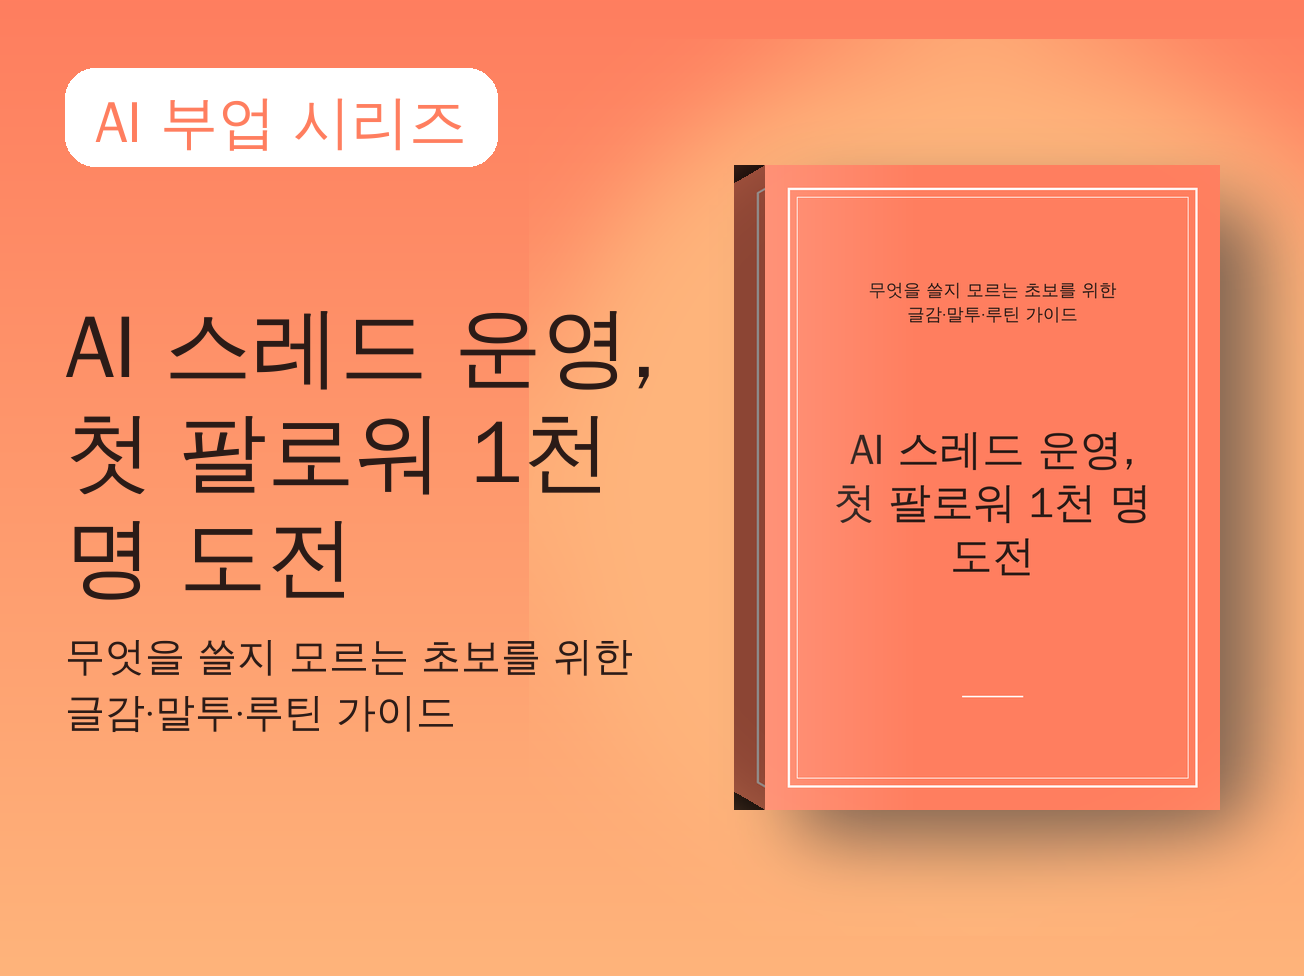 AI 부업 시리즈
AI 스레드 운영,
첫 팔로워 1천
명 도전
무엇을 쓸지 모르는 초보를 위한
글감·말투·루틴 가이드
무엇을 쓸지 모르는 초보를 위한
글감·말투·루틴 가이드
AI 스레드 운영,
첫 팔로워 1천 명
도전